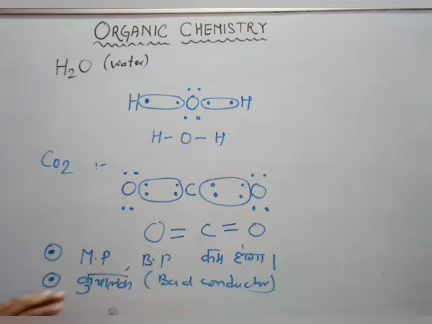 ORGANIC CHEMISTRY
H2O (water)
H O H
H - O - H
CO2 :-
O C O
O = C = O
M.P, B.P कम होगा।
कुचालक (Bad conductor)